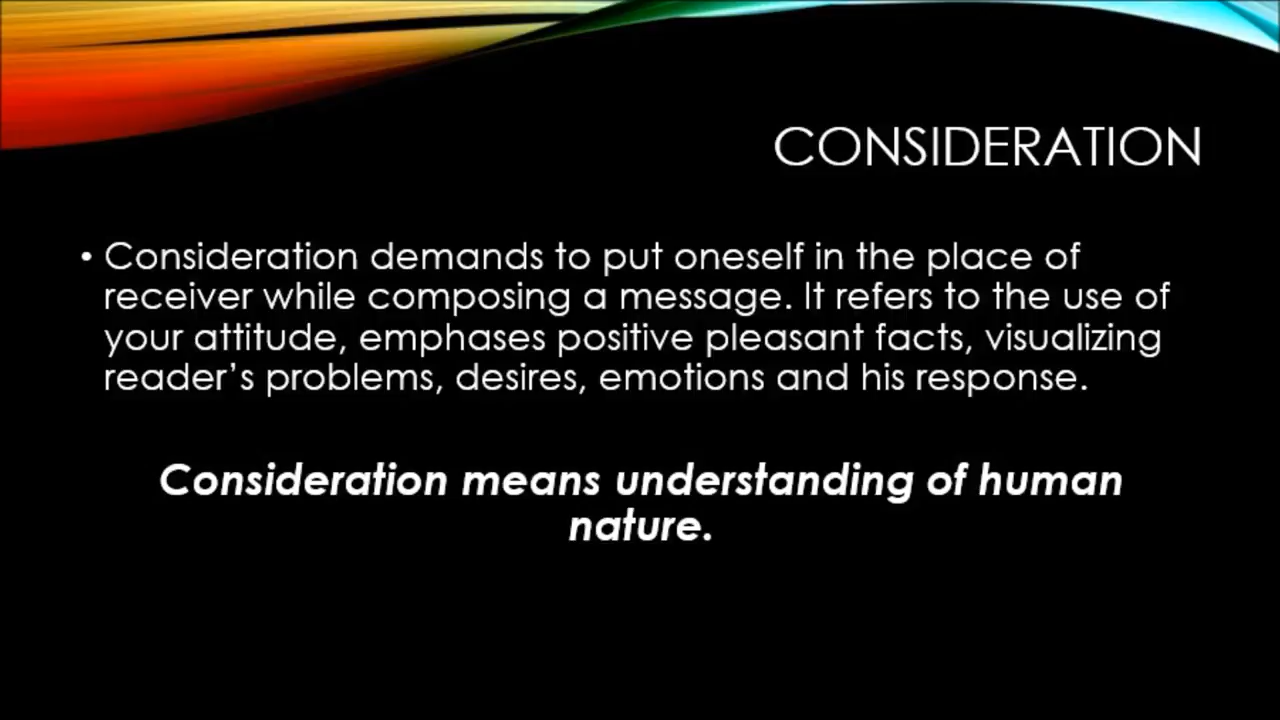 CONSIDERATION
• Consideration demands to put oneself in the place of
receiver while composing a message. It refers to the use of
your attitude, emphases positive pleasant facts, visualizing
reader’s problems, desires, emotions and his response.
Consideration means understanding of human
nature.